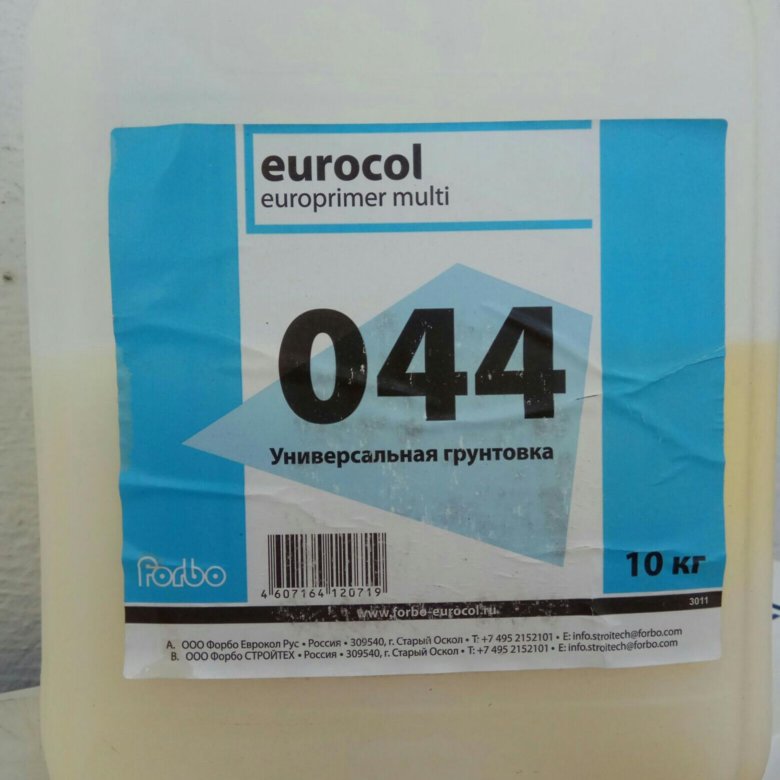 eurocol
europrimer multi
044
Универсальная грунтовка
forbo
10 кг
4 607164 120719
www.forbo-eurocol.ru
3011
А. ООО Форбо Еврокол Рус • Россия • 309540, г. Старый Оскол • Т: +7 495 2152101 • E: info.stroitech@forbo.com
В. ООО Форбо СТРОЙТЕХ • Россия • 309540, г. Старый Оскол • Т: +7 495 2152101 • E: info.stroitech@forbo.com